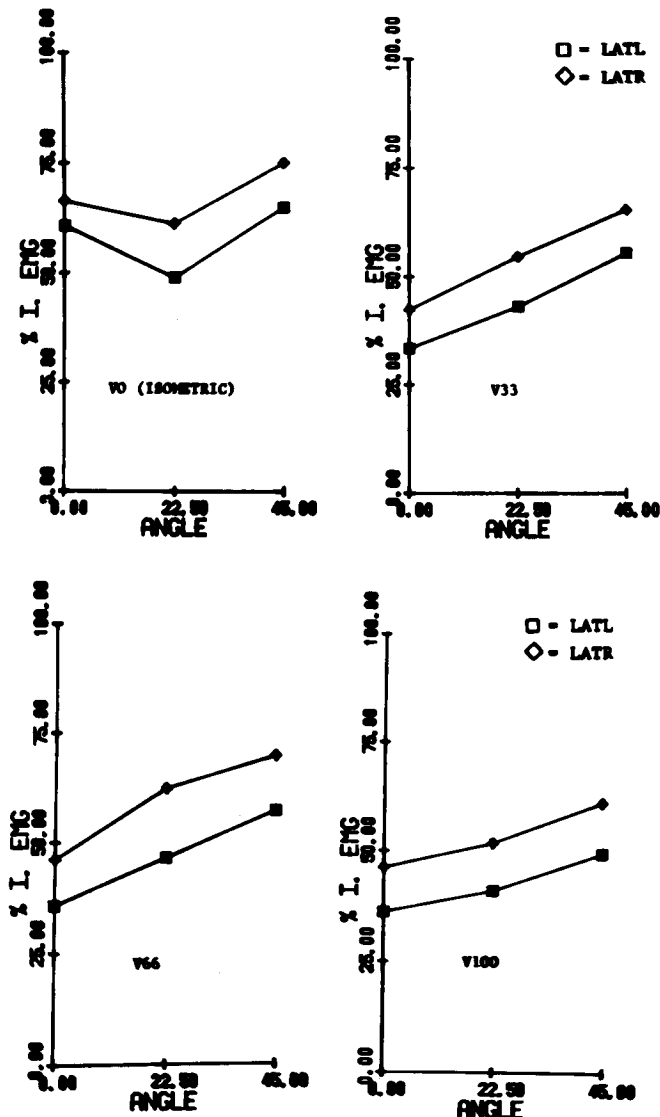 100.00
75.00
50.00
25.00
0.00
% I. EMG
V0 (ISOMETRIC)
0.00 22.50 45.00
ANGLE
□ = LATL
◇ = LATR
100.00
75.00
50.00
25.00
0.00
% I. EMG
V33
0.00 22.50 45.00
ANGLE
100.00
75.00
50.00
25.00
0.00
% I. EMG
V66
0.00 22.50 45.00
ANGLE
□ = LATL
◇ = LATR
100.00
75.00
50.00
25.00
0.00
% I. EMG
V100
0.00 22.50 45.00
ANGLE